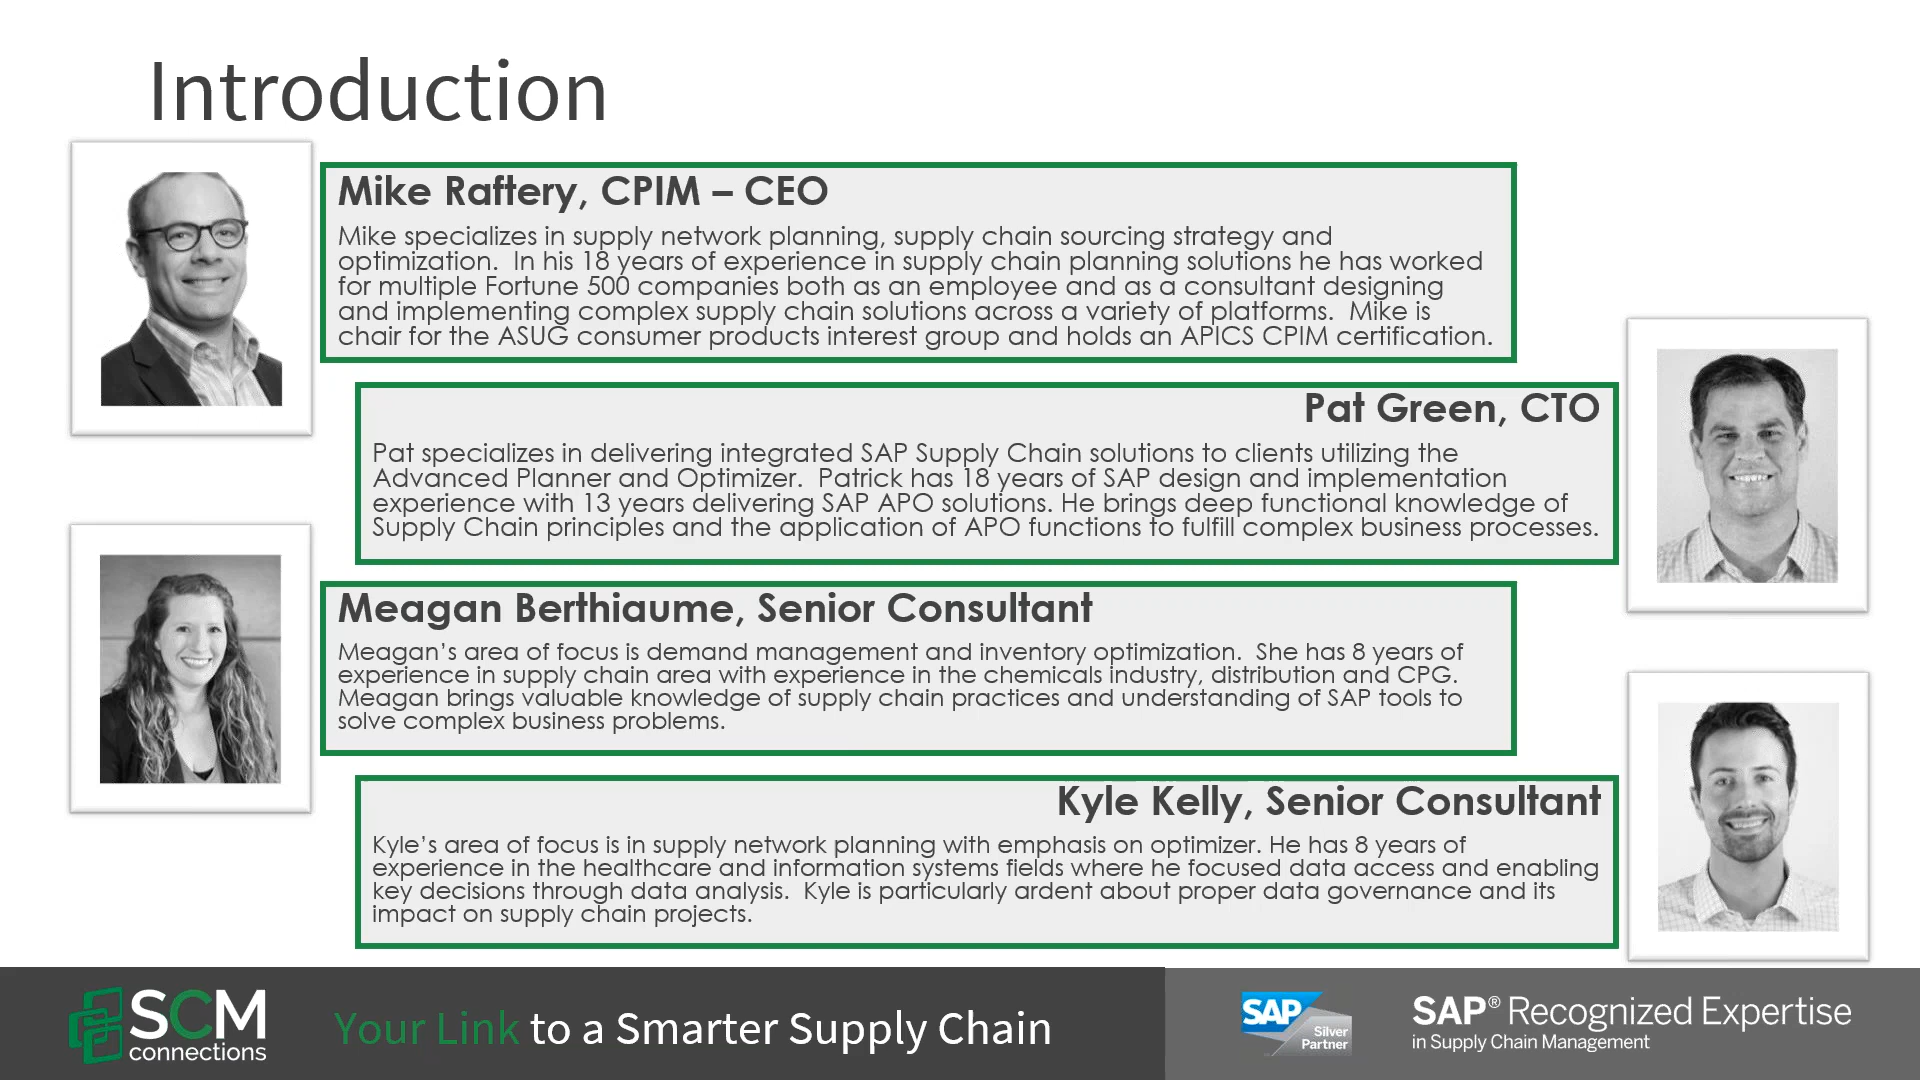 Introduction
Mike Raftery, CPIM – CEO
Mike specializes in supply network planning, supply chain sourcing strategy and
optimization.  In his 18 years of experience in supply chain planning solutions he has worked
for multiple Fortune 500 companies both as an employee and as a consultant designing
and implementing complex supply chain solutions across a variety of platforms.  Mike is
chair for the ASUG consumer products interest group and holds an APICS CPIM certification.
Pat Green, CTO
Pat specializes in delivering integrated SAP Supply Chain solutions to clients utilizing the
Advanced Planner and Optimizer.  Patrick has 18 years of SAP design and implementation
experience with 13 years delivering SAP APO solutions. He brings deep functional knowledge of
Supply Chain principles and the application of APO functions to fulfill complex business processes.
Meagan Berthiaume, Senior Consultant
Meagan’s area of focus is demand management and inventory optimization.  She has 8 years of
experience in supply chain area with experience in the chemicals industry, distribution and CPG.
Meagan brings valuable knowledge of supply chain practices and understanding of SAP tools to
solve complex business problems.
Kyle Kelly, Senior Consultant
Kyle’s area of focus is in supply network planning with emphasis on optimizer. He has 8 years of
experience in the healthcare and information systems fields where he focused data access and enabling
key decisions through data analysis.  Kyle is particularly ardent about proper data governance and its
impact on supply chain projects.
SCM
connections
Your Link to a Smarter Supply Chain
SAP
Silver
Partner
SAP® Recognized Expertise
in Supply Chain Management